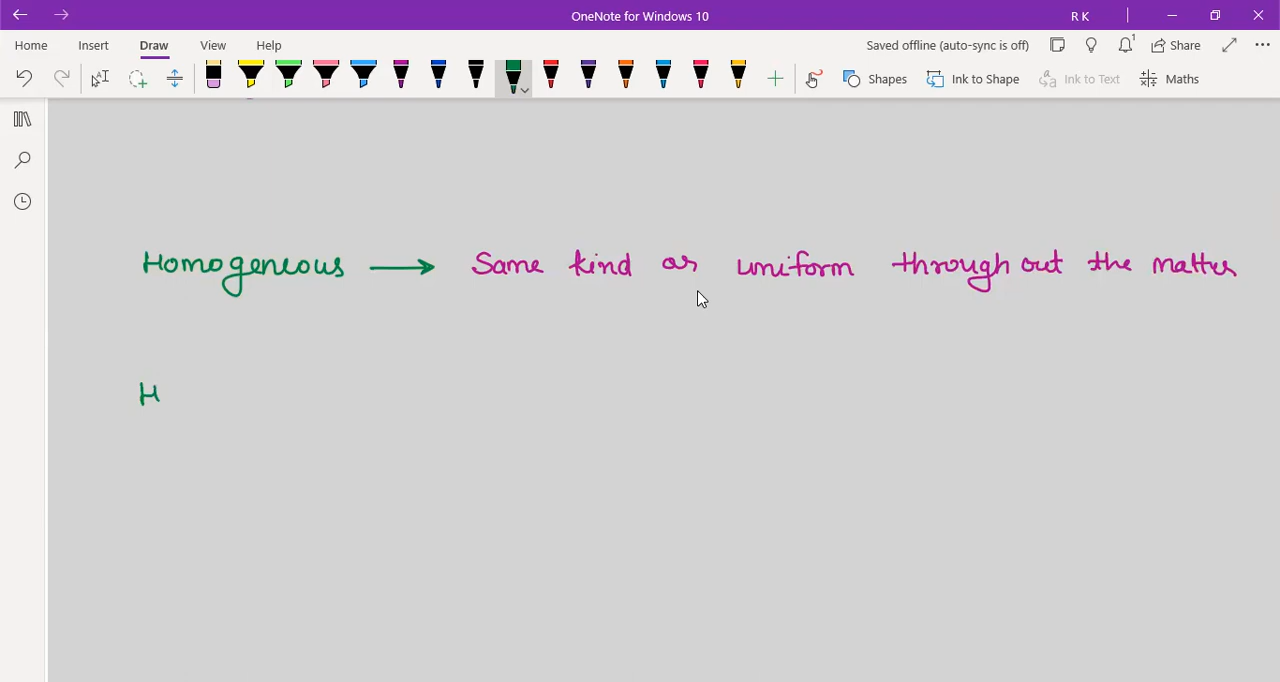 OneNote for Windows 10
R K
Home Insert Draw View Help
Saved offline (auto-sync is off) 1 Share
Shapes Ink to Shape Ink to Text Maths
Homogeneous → Same kind or uniform through out the matter
H